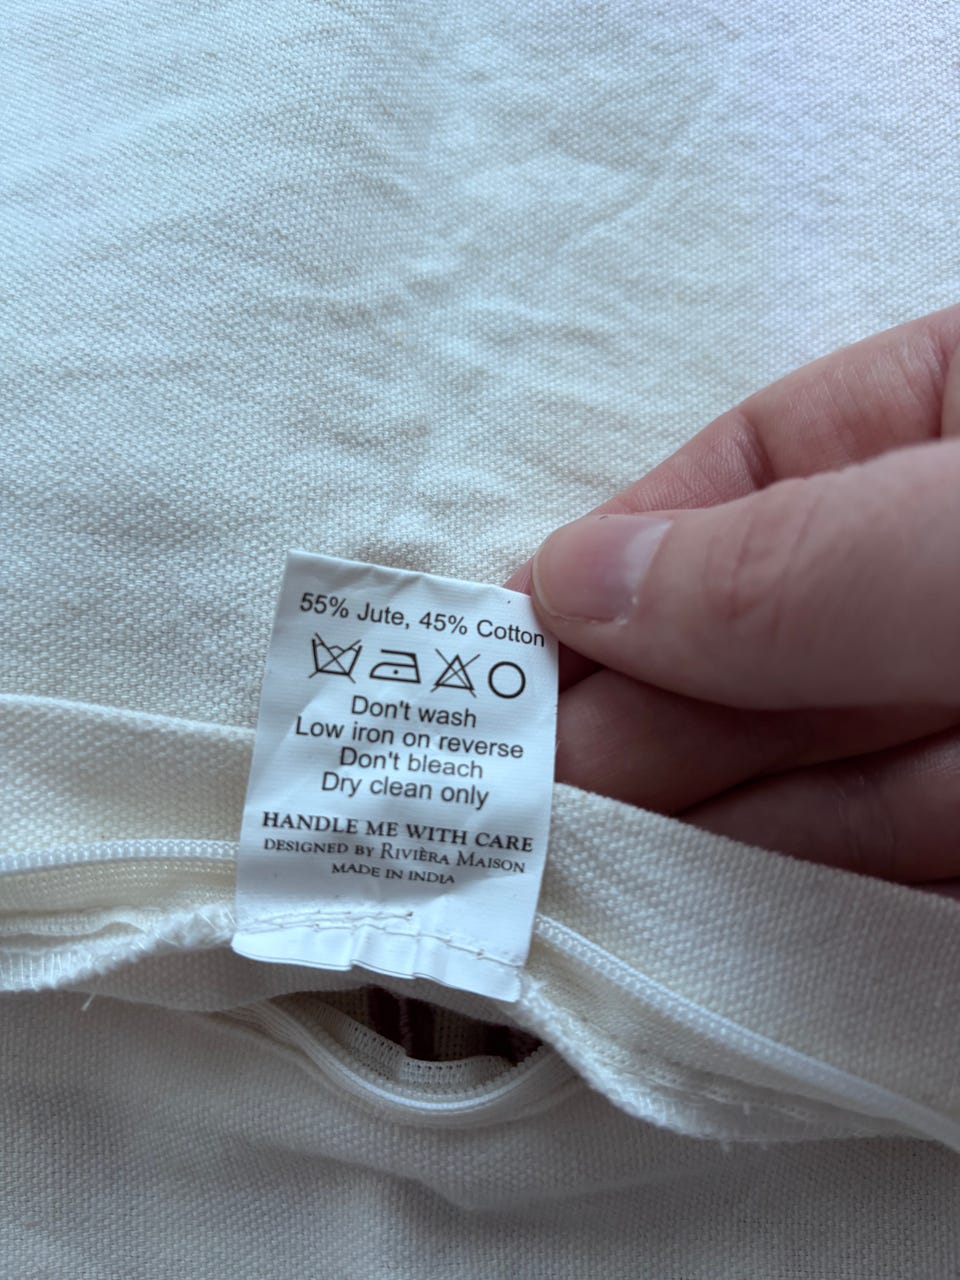 55% Jute, 45% Cotton
Don't wash
Low iron on reverse
Don't bleach
Dry clean only
HANDLE ME WITH CARE
DESIGNED BY RIVIÈRA MAISON
MADE IN INDIA